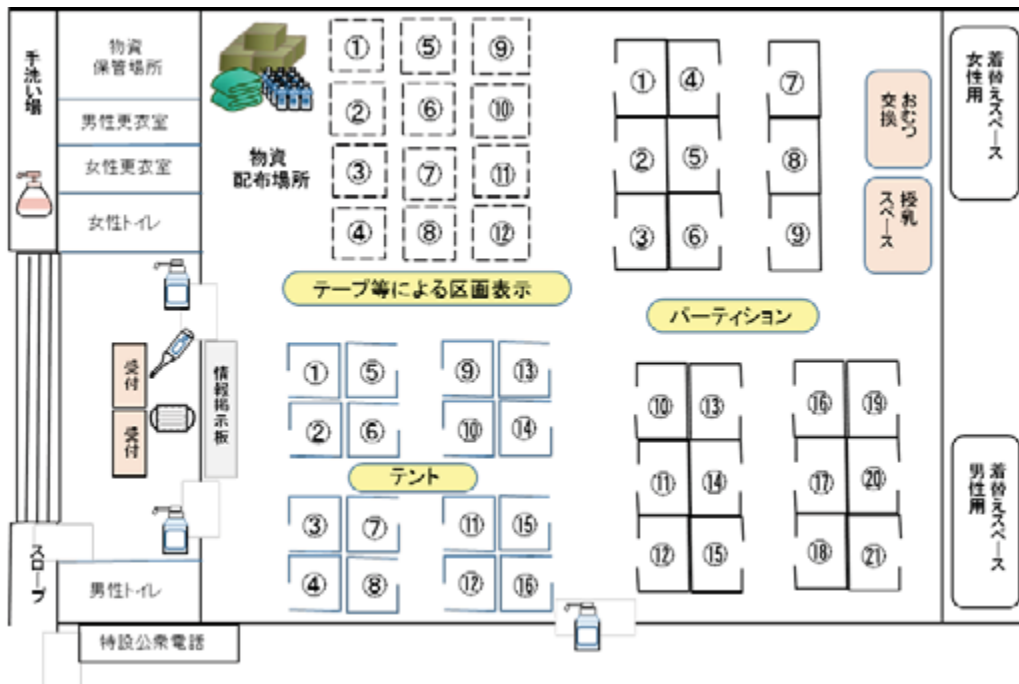 手洗い場
物資
保管場所
男性更衣室
女性更衣室
女性トイレ
物資
配布場所
①
⑤
⑨
②
⑥
⑩
③
⑦
⑪
④
⑧
⑫
テープ等による区画表示
①
④
⑦
②
⑤
⑧
③
⑥
⑨
パーティション
おむつ
交換
授乳
スペース
着替えスペース
女性用
受付
受付
情報掲示板
①
⑤
⑨
⑬
②
⑥
⑩
⑭
テント
③
⑦
⑪
⑮
④
⑧
⑫
⑯
⑩
⑬
⑯
⑲
⑪
⑭
⑰
⑳
⑫
⑮
⑱
㉑
着替えスペース
男性用
スロープ
男性トイレ
特設公衆電話